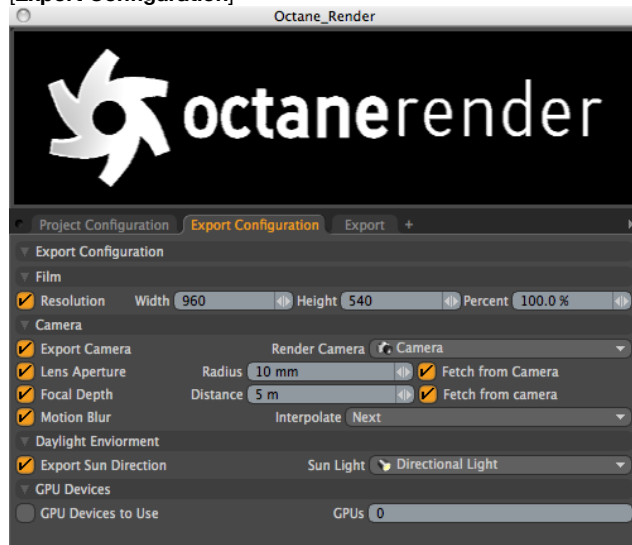 [Export Configuration]
Octane_Render
octanerender
Project Configuration Export Configuration Export +
Export Configuration
Film
Resolution Width 960 Height 540 Percent 100.0 %
Camera
Export Camera Render Camera Camera
Lens Aperture Radius 10 mm Fetch from Camera
Focal Depth Distance 5 m Fetch from camera
Motion Blur Interpolate Next
Daylight Enviorment
Export Sun Direction Sun Light Directional Light
GPU Devices
GPU Devices to Use GPUs 0